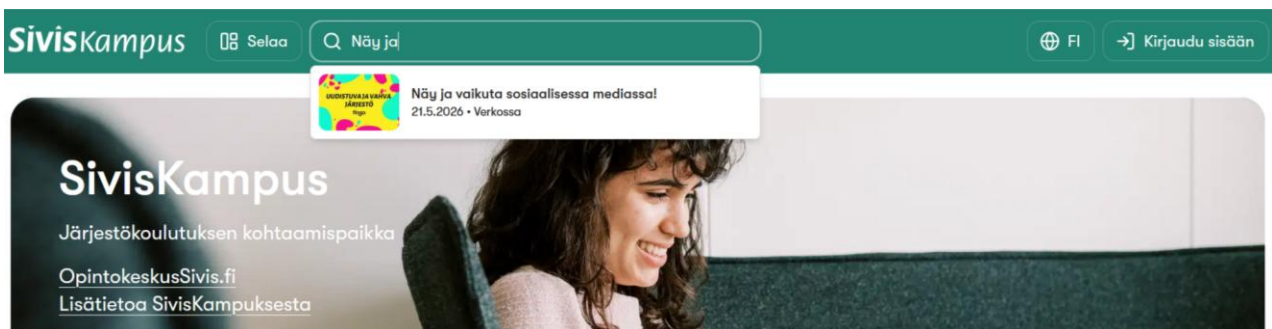 SivisKampus
Selaa
Näy ja
FI
Kirjaudu sisään
UUDISTUVA JA VAHVA
JÄRJESTÖ
Näy ja vaikuta sosiaalisessa mediassa!
21.5.2026 • Verkossa
SivisKampus
Järjestökoulutuksen kohtaamispaikka
OpintokeskusSivis.fi
Lisätietoa SivisKampuksesta